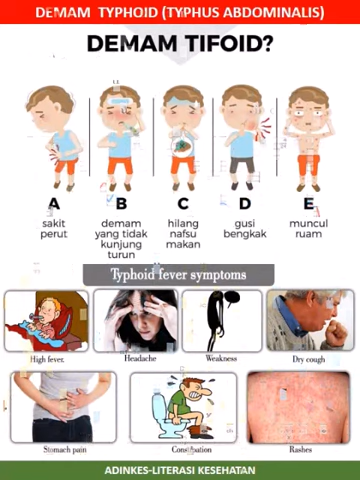 DEMAM TYPHOID (TYPHUS ABDOMINALIS)
DEMAM TIFOID?
A B C D E
sakit perut
demam yang tidak kunjung turun
hilang nafsu makan
gusi bengkak
muncul ruam
Typhoid fever symptoms
High fever. Headache Weakness Dry cough
Stomach pain Constipation Rashes
ADINKES-LITERASI KESEHATAN